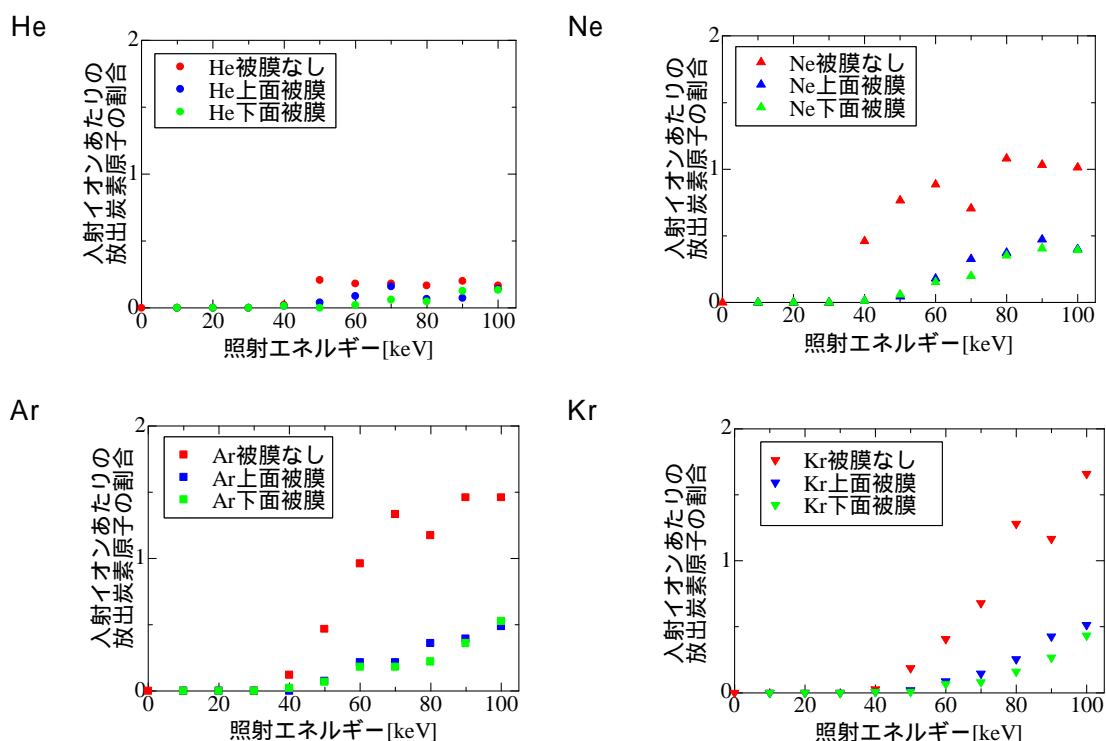 He
2
1
0
He被膜なし
He上面被膜
He下面被膜
入射イオンあたりの
放出炭素原子の割合
0 20 40 60 80 100
照射エネルギー[keV]
Ne
2
1
0
Ne被膜なし
Ne上面被膜
Ne下面被膜
入射イオンあたりの
放出炭素原子の割合
0 20 40 60 80 100
照射エネルギー[keV]
Ar
2
1
0
Ar被膜なし
Ar上面被膜
Ar下面被膜
入射イオンあたりの
放出炭素原子の割合
0 20 40 60 80 100
照射エネルギー[keV]
Kr
2
1
0
Kr被膜なし
Kr上面被膜
Kr下面被膜
入射イオンあたりの
放出炭素原子の割合
0 20 40 60 80 100
照射エネルギー[keV]